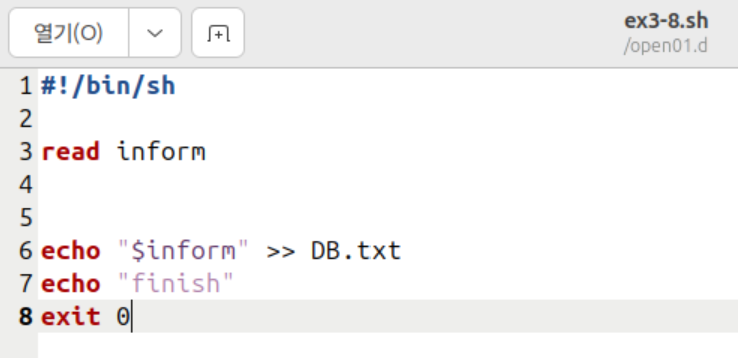 열기(O)
ex3-8.sh
/open01.d
1 #!/bin/sh
2
3 read inform
4
5
6 echo "$inform" >> DB.txt
7 echo "finish"
8 exit 0